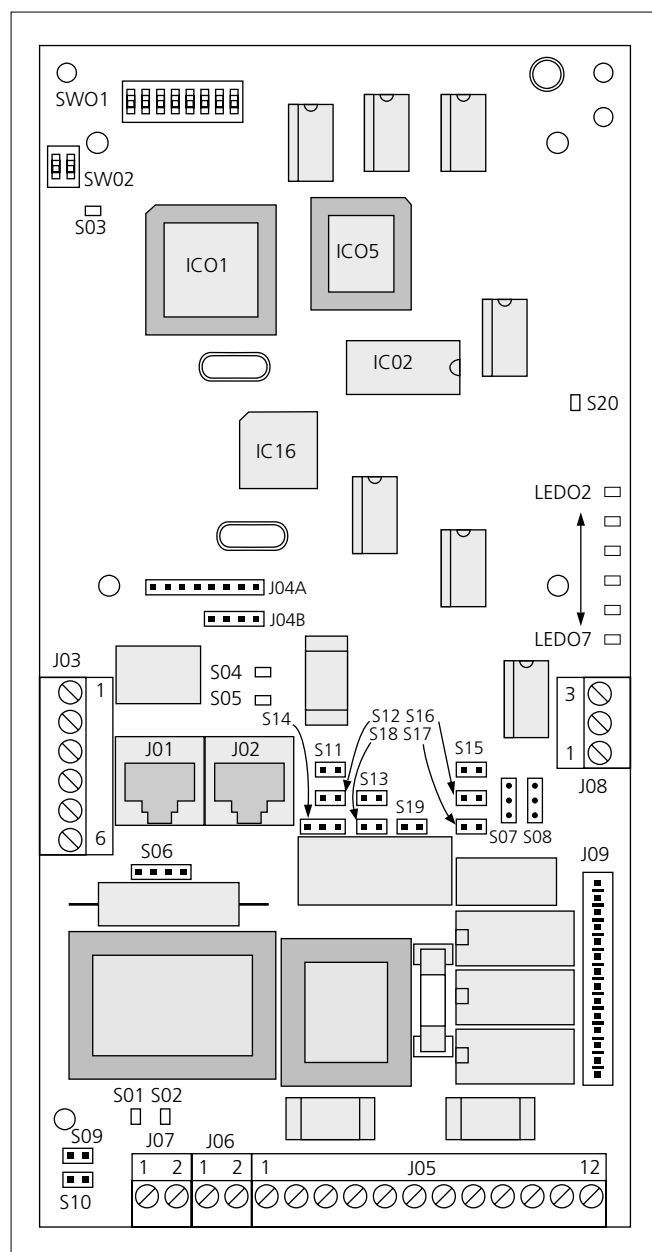 SWO1
SW02
S03
ICO1
ICO5
IC02
S20
IC16
LEDO2
J04A
J04B
LEDO7
J03
1
S04
S05
3
S14
S12 S16
S18 S17
J01
J02
S11
S15
1
J08
S13
6
S19
S07 S08
S06
J09
S01 S02
S09
J07
J06
1 2
1 2
1
J05
12
S10